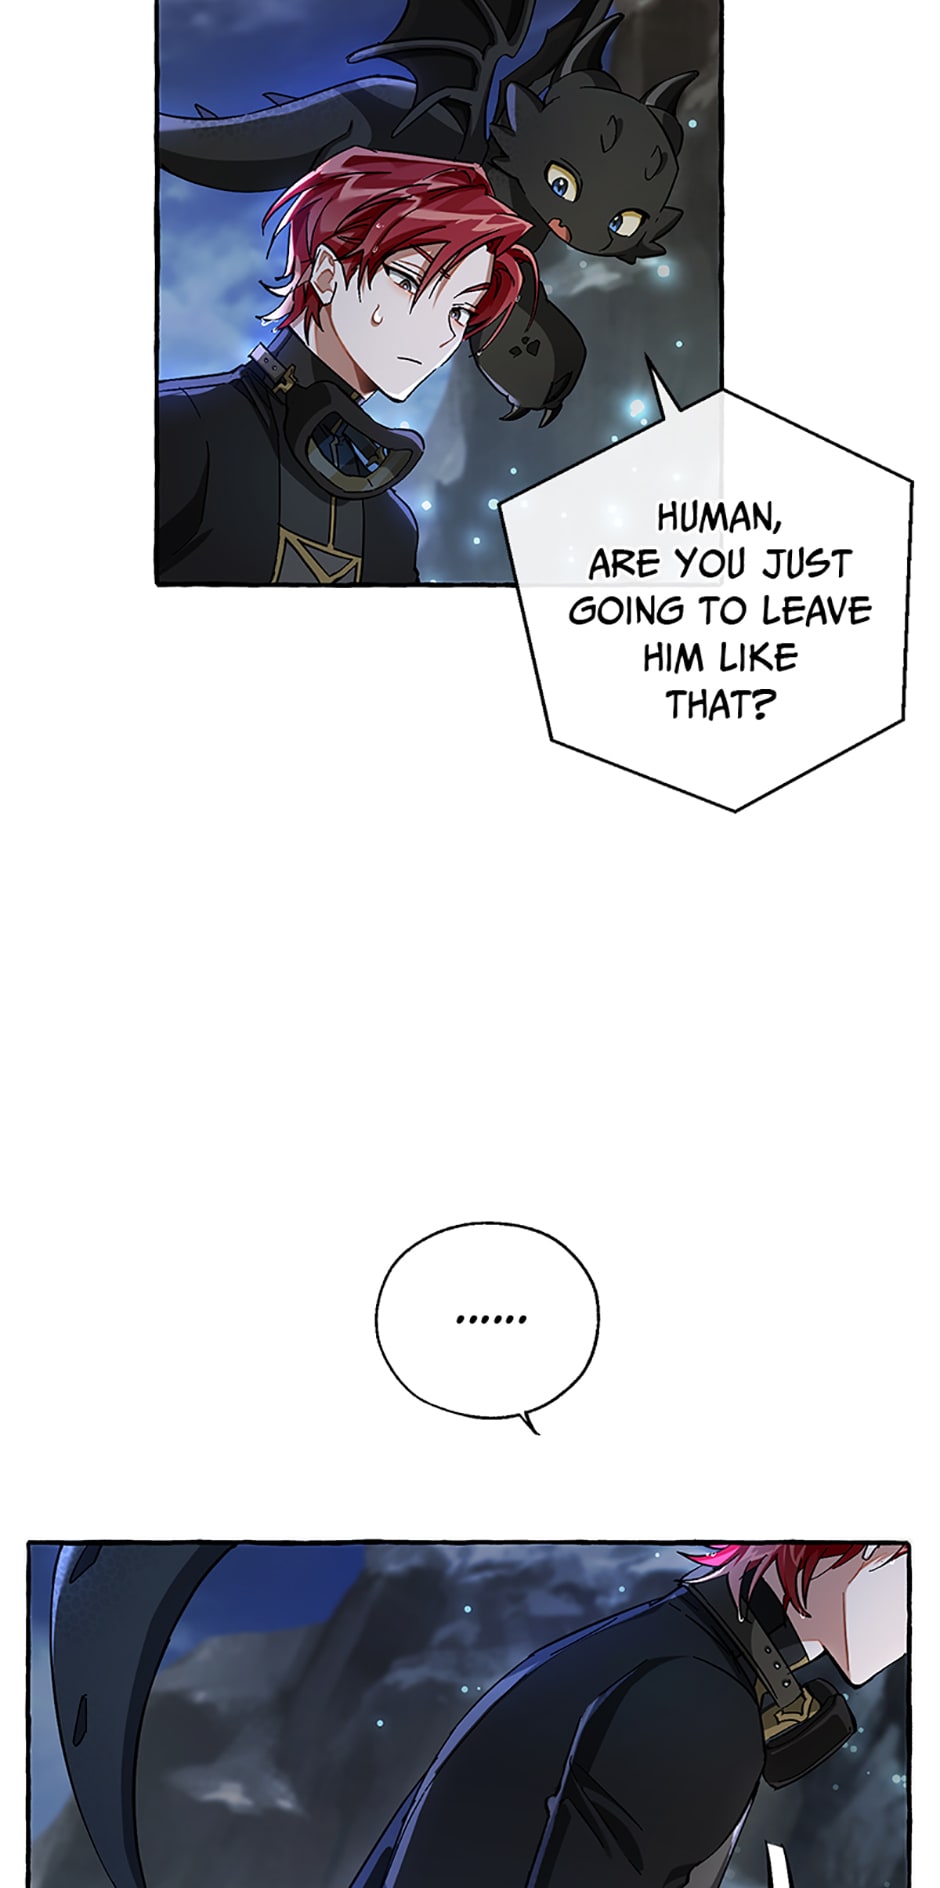 HUMAN,
ARE YOU JUST
GOING TO LEAVE
HIM LIKE
THAT?
......